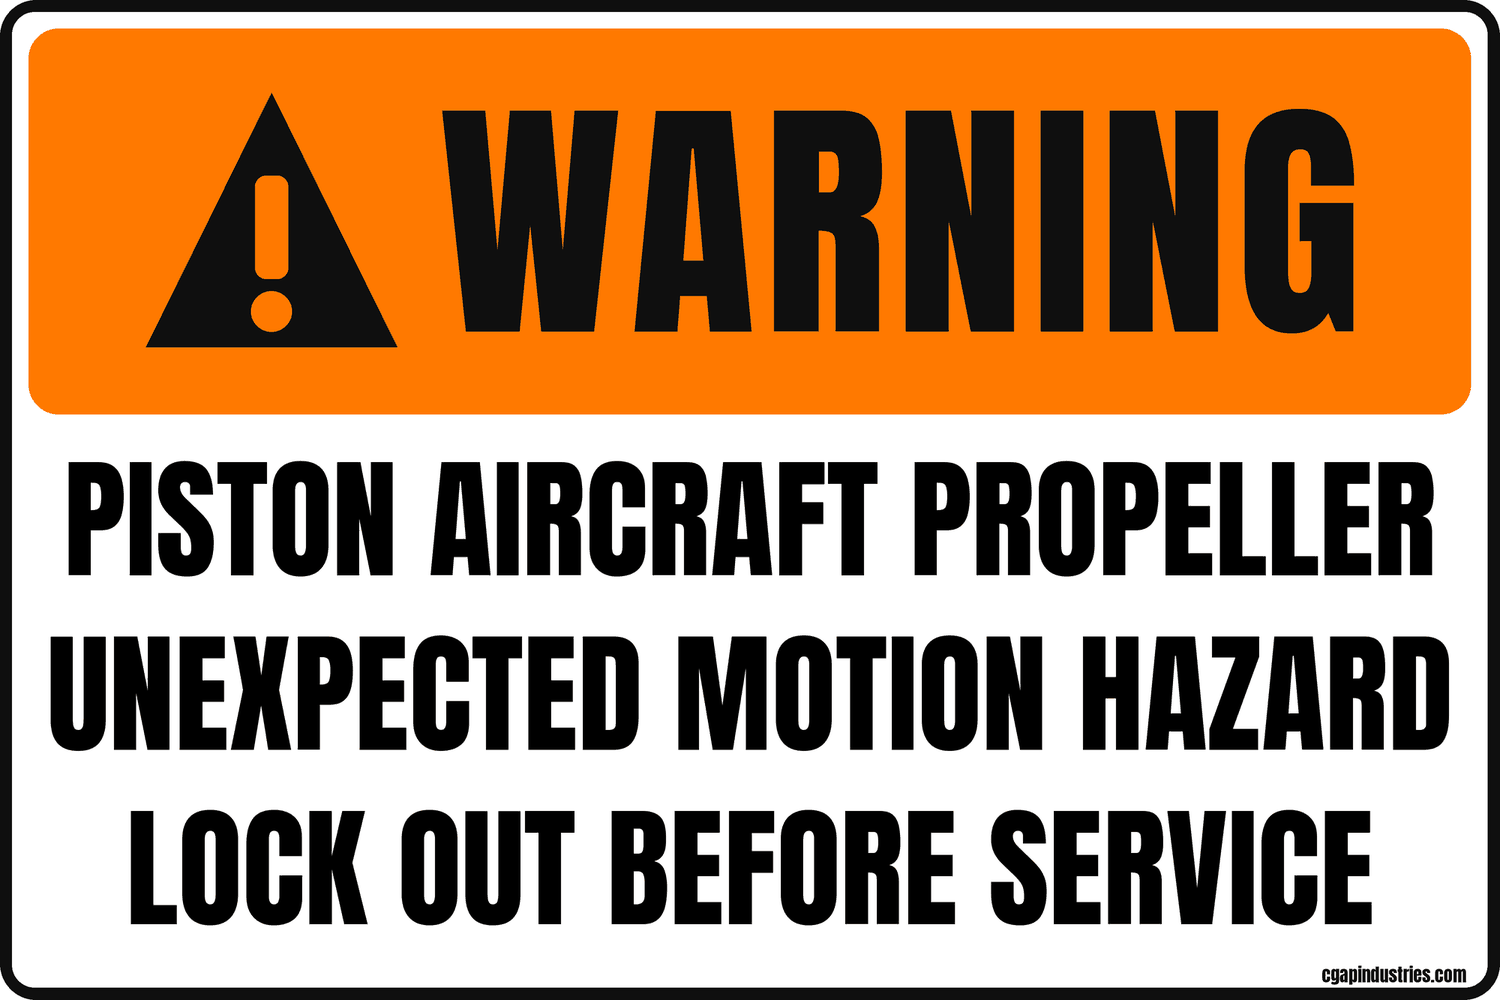 WARNING
PISTON AIRCRAFT PROPELLER
UNEXPECTED MOTION HAZARD
LOCK OUT BEFORE SERVICE
cgapindustries.com